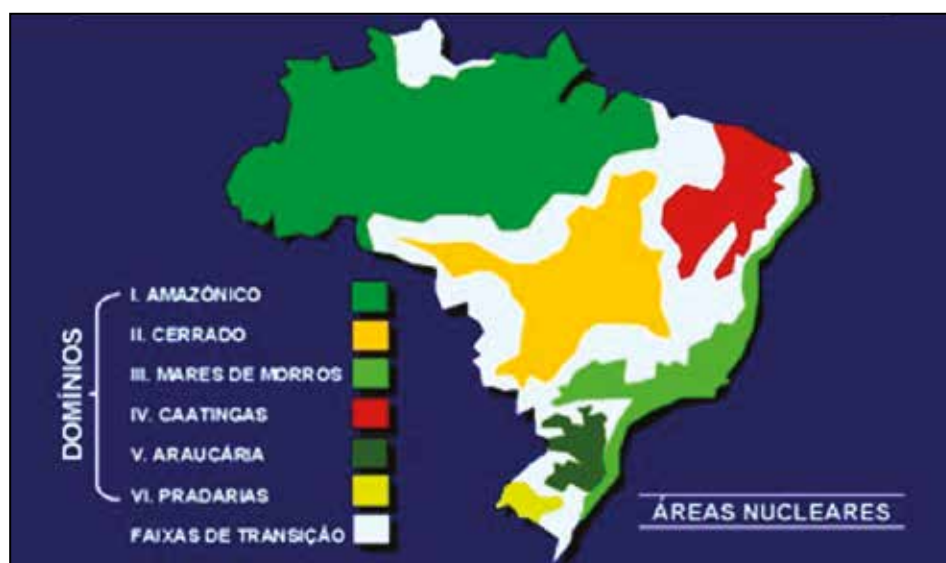 DOMÍNIOS
I. AMAZÔNICO
II. CERRADO
III. MARES DE MORROS
IV. CAATINGAS
V. ARAUCÁRIA
VI. PRADARIAS
FAIXAS DE TRANSIÇÃO
ÁREAS NUCLEARES